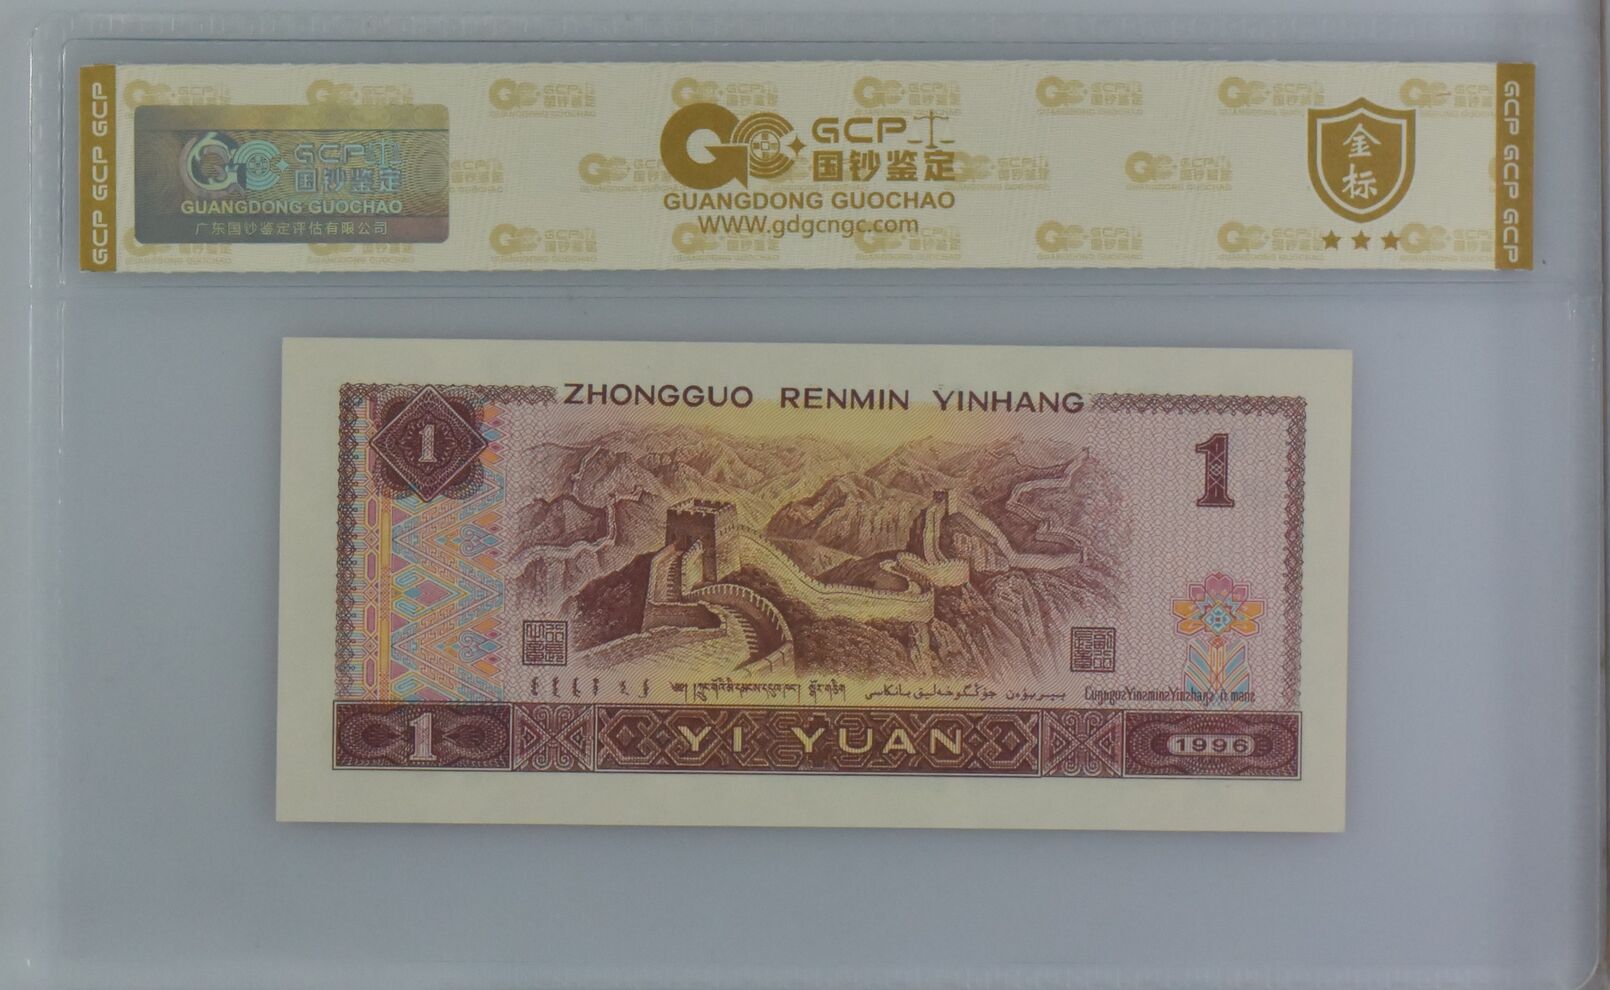 GCP GCP GCP
GCP
国钞鉴定
GUANGDONG GUOCHAO
广东国钞鉴定评估有限公司
GCP
国钞鉴定
GUANGDONG GUOCHAO
WWW.gdgcngc.com
金
标
GCP GCP GCP
ZHONGGUO RENMIN YINHANG
1
1
1 YI YUAN 1996